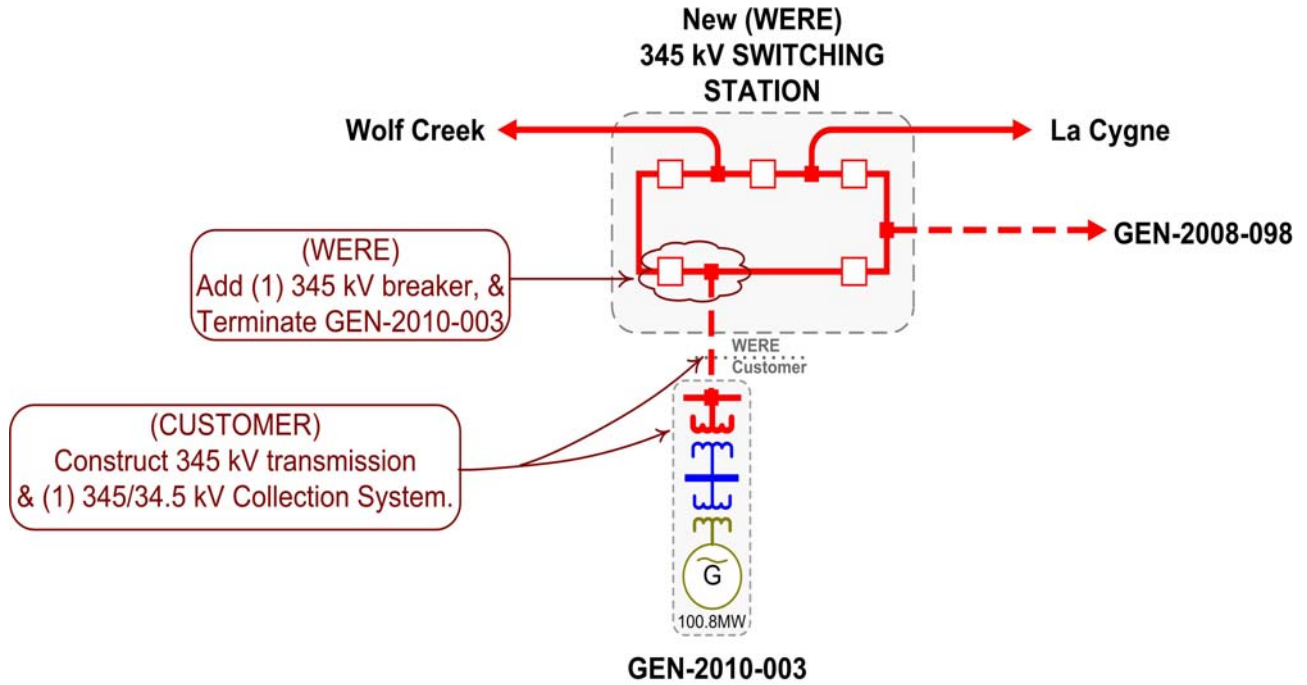 New (WERE)
345 kV SWITCHING
STATION
Wolf Creek
La Cygne
GEN-2008-098
(WERE)
Add (1) 345 kV breaker, &
Terminate GEN-2010-003
WERE
Customer
(CUSTOMER)
Construct 345 kV transmission
& (1) 345/34.5 kV Collection System.
G
100.8MW
GEN-2010-003